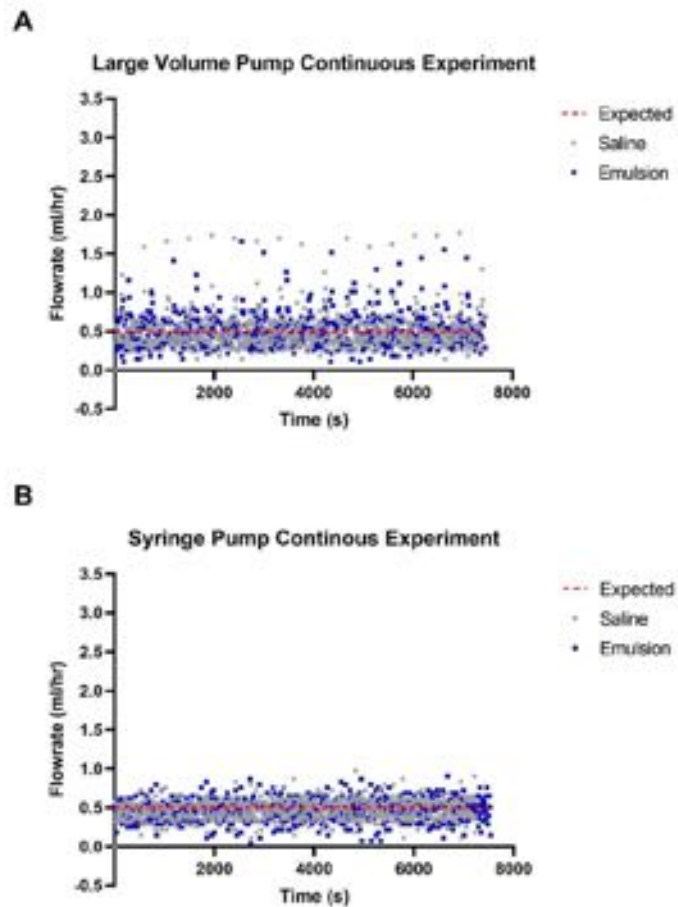 A
Large Volume Pump Continuous Experiment
3.5
3.0
2.5
2.0
1.5
1.0
0.5
0.0
-0.5
Flowrate (ml/hr)
2000 4000 6000 8000
Time (s)
Expected
Saline
Emulsion
B
Syringe Pump Continous Experiment
3.5
3.0
2.5
2.0
1.5
1.0
0.5
0.0
-0.5
Flowrate (ml/hr)
2000 4000 6000 8000
Time (s)
Expected
Saline
Emulsion